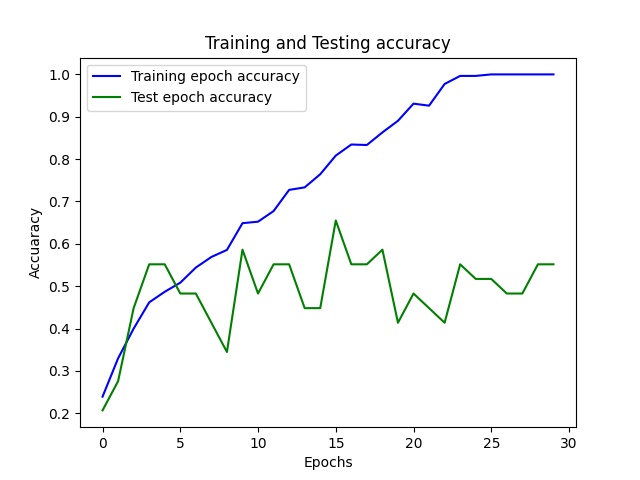 Training and Testing accuracy
Training epoch accuracy
Test epoch accuracy
1.0
0.9
0.8
0.7
0.6
0.5
0.4
0.3
0.2
Accuaracy
0 5 10 15 20 25 30
Epochs